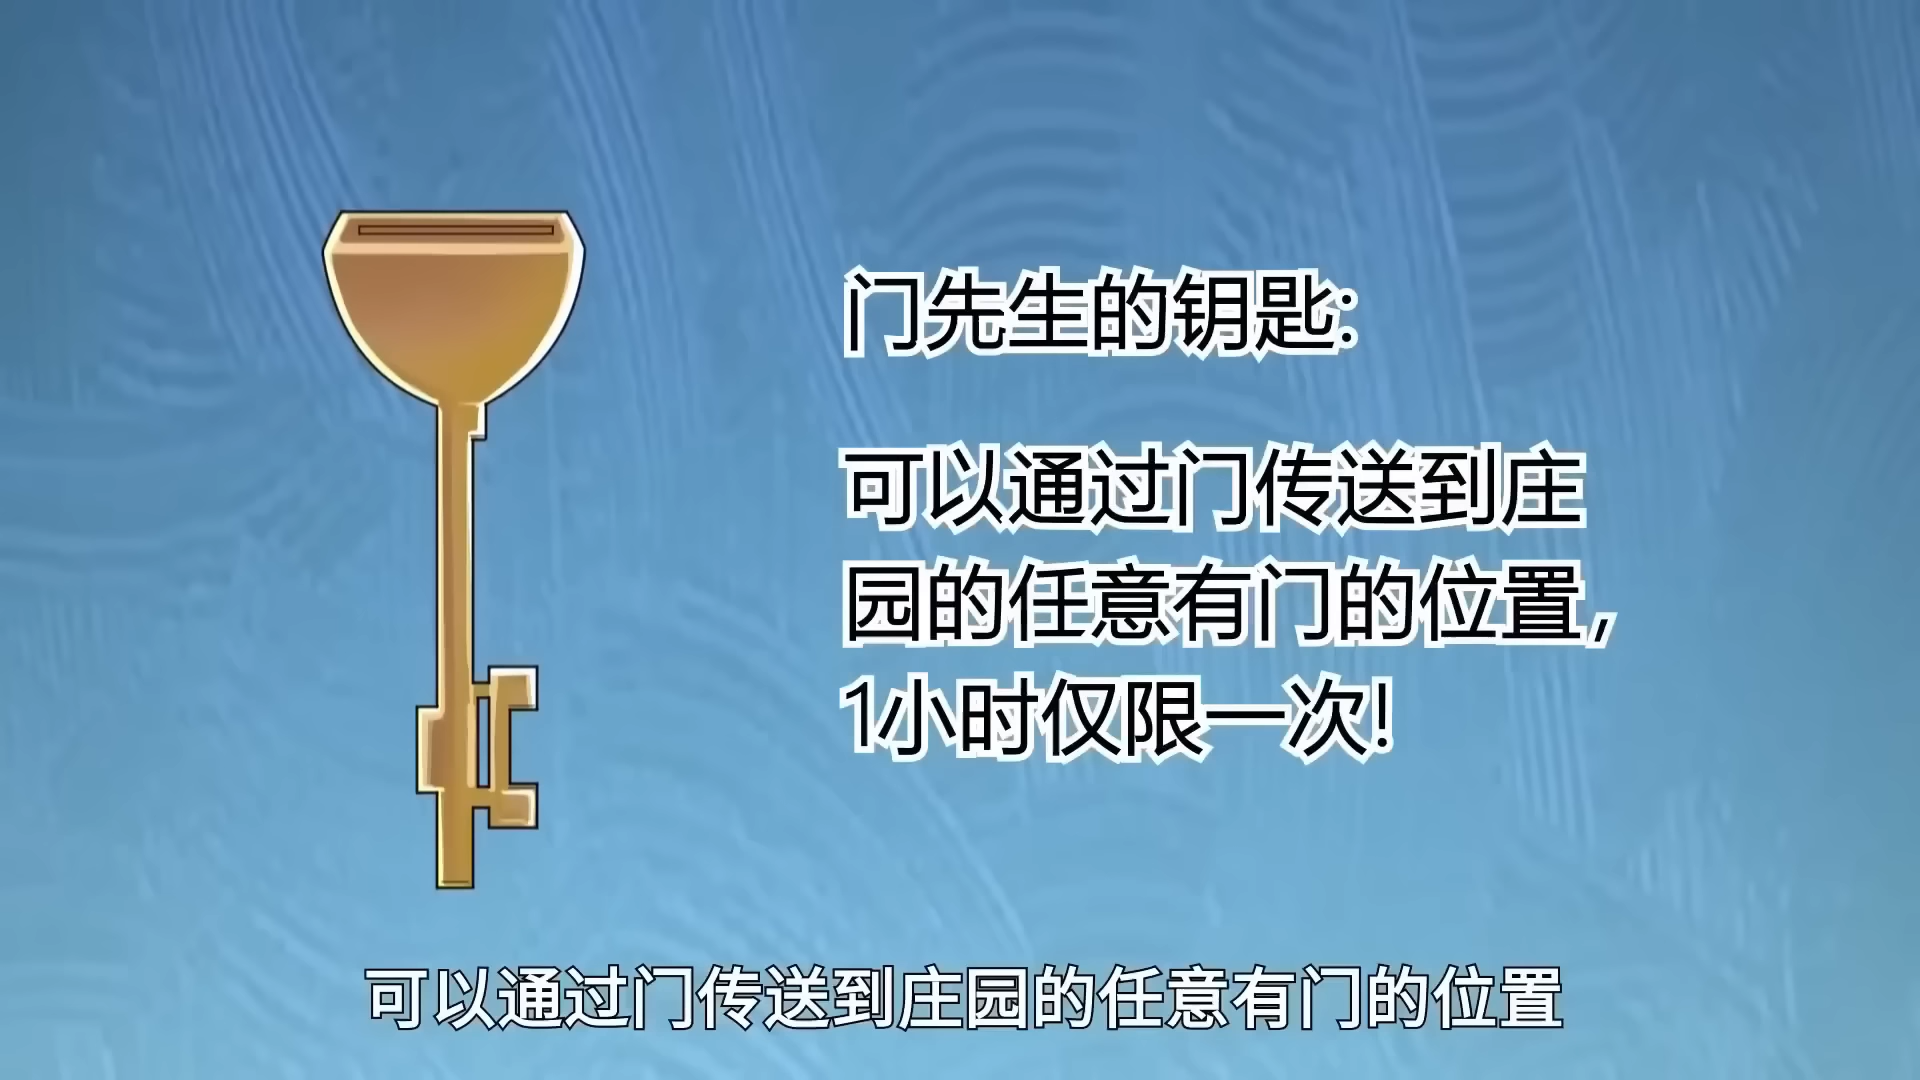 门先生的钥匙:
可以通过门传送到庄
园的任意有门的位置,
1小时仅限一次!
可以通过门传送到庄园的任意有门的位置